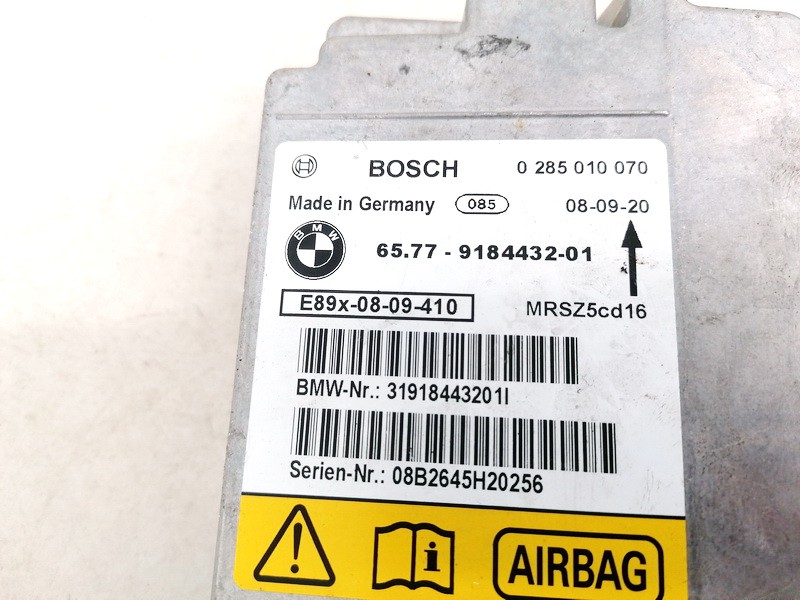 BOSCH 0 285 010 070
Made in Germany 085 08-09-20
BMW 65.77 - 9184432-01
E89x-08-09-410 MRSZ5cd16
BMW-Nr.: 31918443201I
Serien-Nr.: 08B2645H20256
i AIRBAG